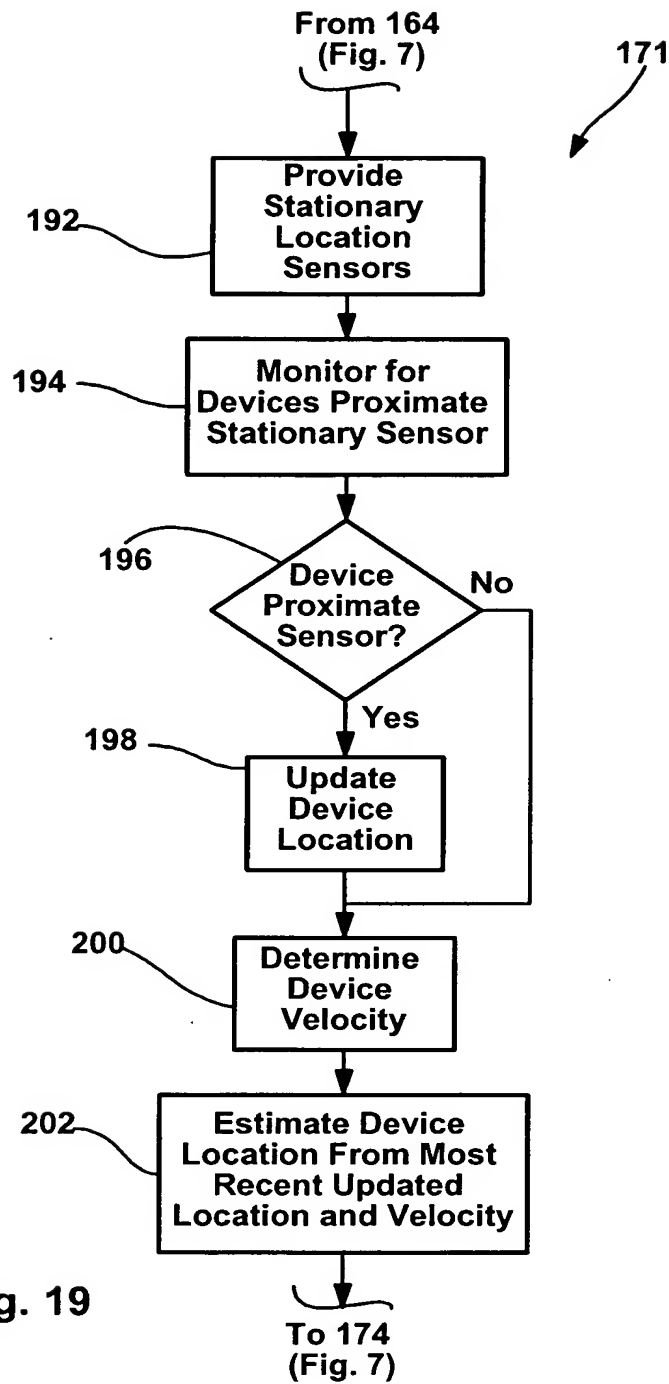 From 164
(Fig. 7)
171
Provide
Stationary
Location
Sensors
192
Monitor for
Devices Proximate
Stationary Sensor
194
196
Device
Proximate
Sensor?
No
Yes
198
Update
Device
Location
200
Determine
Device
Velocity
202
Estimate Device
Location From Most
Recent Updated
Location and Velocity
g. 19
To 174
(Fig. 7)